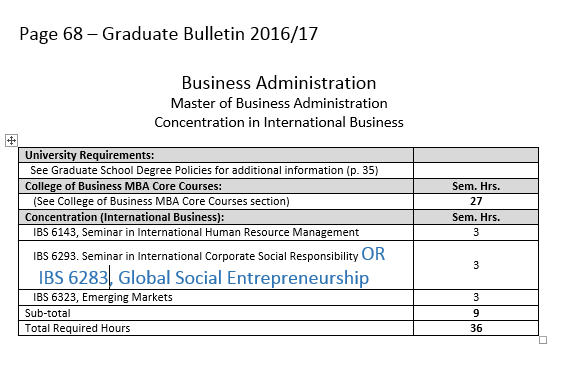 Page 68 – Graduate Bulletin 2016/17
Business Administration
Master of Business Administration
Concentration in International Business
University Requirements:
See Graduate School Degree Policies for additional information (p. 35)
College of Business MBA Core Courses: Sem. Hrs.
(See College of Business MBA Core Courses section) 27
Concentration (International Business): Sem. Hrs.
IBS 6143, Seminar in International Human Resource Management 3
IBS 6293. Seminar in International Corporate Social Responsibility OR
IBS 6283, Global Social Entrepreneurship 3
IBS 6323, Emerging Markets 3
Sub-total 9
Total Required Hours 36